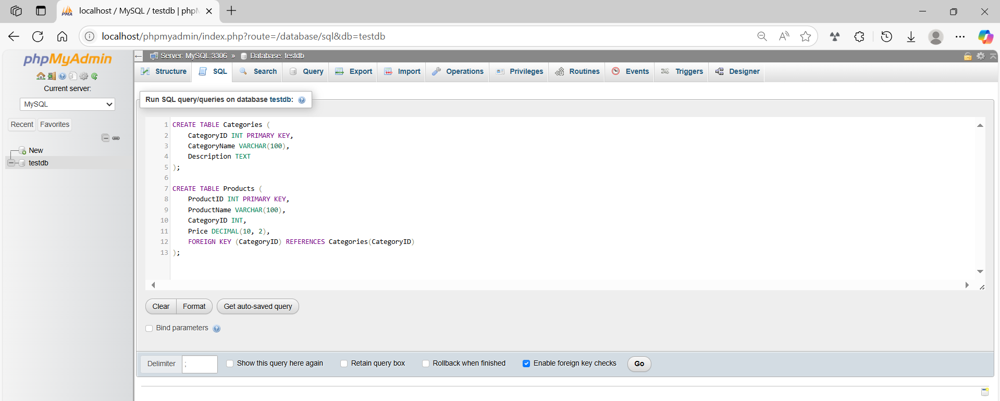 localhost / MySQL / testdb | phpM
localhost/phpmyadmin/index.php?route=/database/sql&db=testdb
phpMyAdmin
Current server:
MySQL
Recent Favorites
New
testdb
Server: MySQL:3306 » Database: testdb
Structure SQL Search Query Export Import Operations Privileges Routines Events Triggers Designer
Run SQL query/queries on database testdb:
1 CREATE TABLE Categories (
2 CategoryID INT PRIMARY KEY,
3 CategoryName VARCHAR(100),
4 Description TEXT
5 );
6
7 CREATE TABLE Products (
8 ProductID INT PRIMARY KEY,
9 ProductName VARCHAR(100),
10 CategoryID INT,
11 Price DECIMAL(10, 2),
12 FOREIGN KEY (CategoryID) REFERENCES Categories(CategoryID)
13 );
Clear Format Get auto-saved query
Bind parameters
Delimiter ; Show this query here again Retain query box Rollback when finished Enable foreign key checks Go